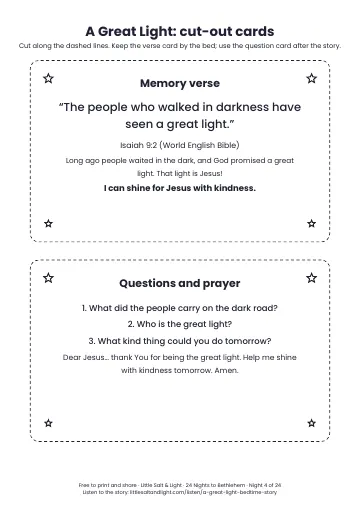 A Great Light: cut-out cards
Cut along the dashed lines. Keep the verse card by the bed; use the question card after the story.
Memory verse
“The people who walked in darkness have
seen a great light.”
Isaiah 9:2 (World English Bible)
Long ago people waited in the dark, and God promised a great
light. That light is Jesus!
I can shine for Jesus with kindness.
Questions and prayer
1. What did the people carry on the dark road?
2. Who is the great light?
3. What kind thing could you do tomorrow?
Dear Jesus... thank You for being the great light. Help me shine
with kindness tomorrow. Amen.
Free to print and share · Little Salt & Light · 24 Nights to Bethlehem · Night 4 of 24
Listen to the story: littlesaltandlight.com/listen/a-great-light-bedtime-story